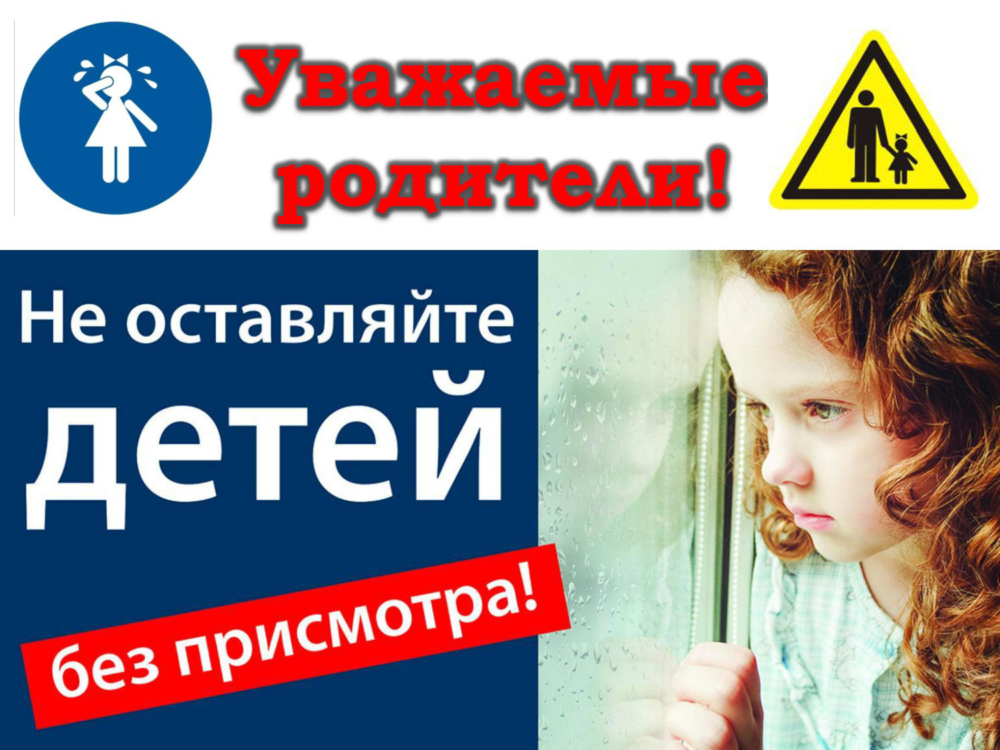 Уважаемые
родители!
Не оставляйте
детей
без присмотра!